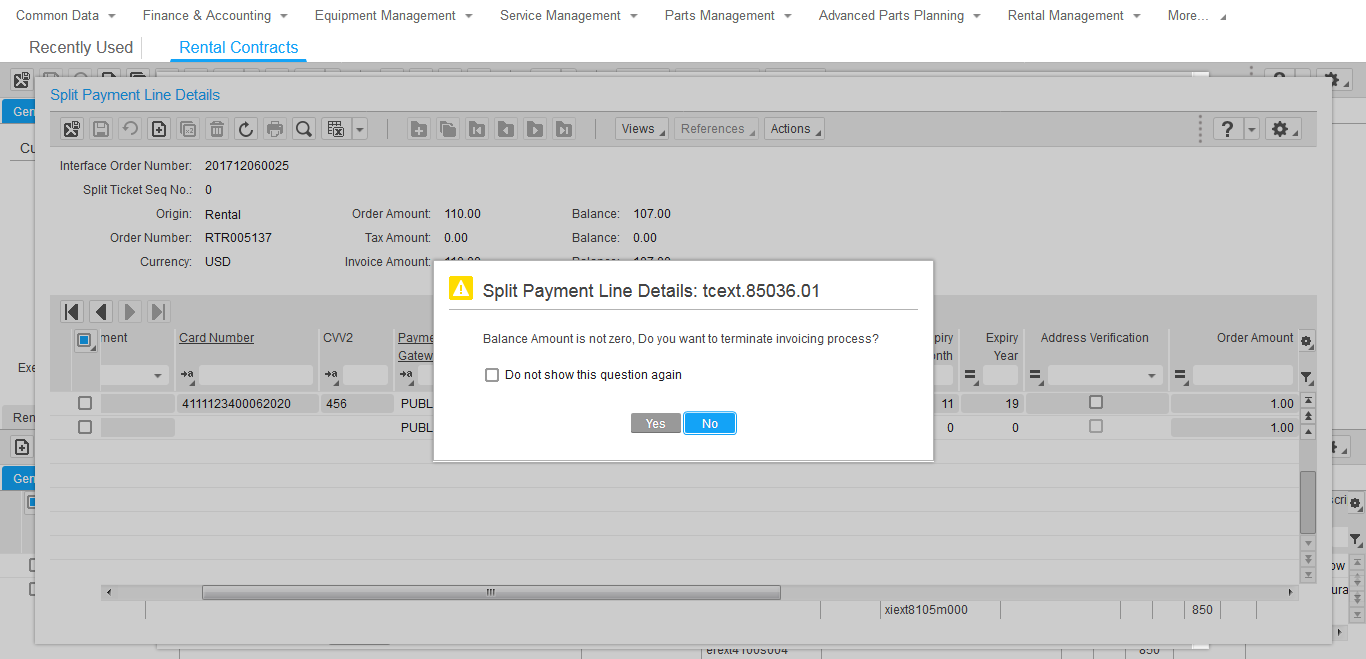 Common Data Finance & Accounting Equipment Management Service Management Parts Management Advanced Parts Planning Rental Management More...
Recently Used Rental Contracts
Split Payment Line Details
Gen
Views References Actions ?
Cu
Interface Order Number: 201712060025
Split Ticket Seq No.: 0
Origin: Rental Order Amount: 110.00 Balance: 107.00
Order Number: RTR005137 Tax Amount: 0.00 Balance: 0.00
Currency: USD Invoice Amount: 110.00 Balance: 107.00
Split Payment Line Details: tcext.85036.01
Balance Amount is not zero, Do you want to terminate invoicing process?
Do not show this question again
Yes No
ment Card Number CVV2 Payme Gatew piry onth Expiry Year Address Verification Order Amount
Exe
4111123400062020 456 PUBL 11 19 1.00
Ren
PUBL 0 0 1.00
Gen
scri
ow
ura
xiext8105m000 850
erext4100s004 850